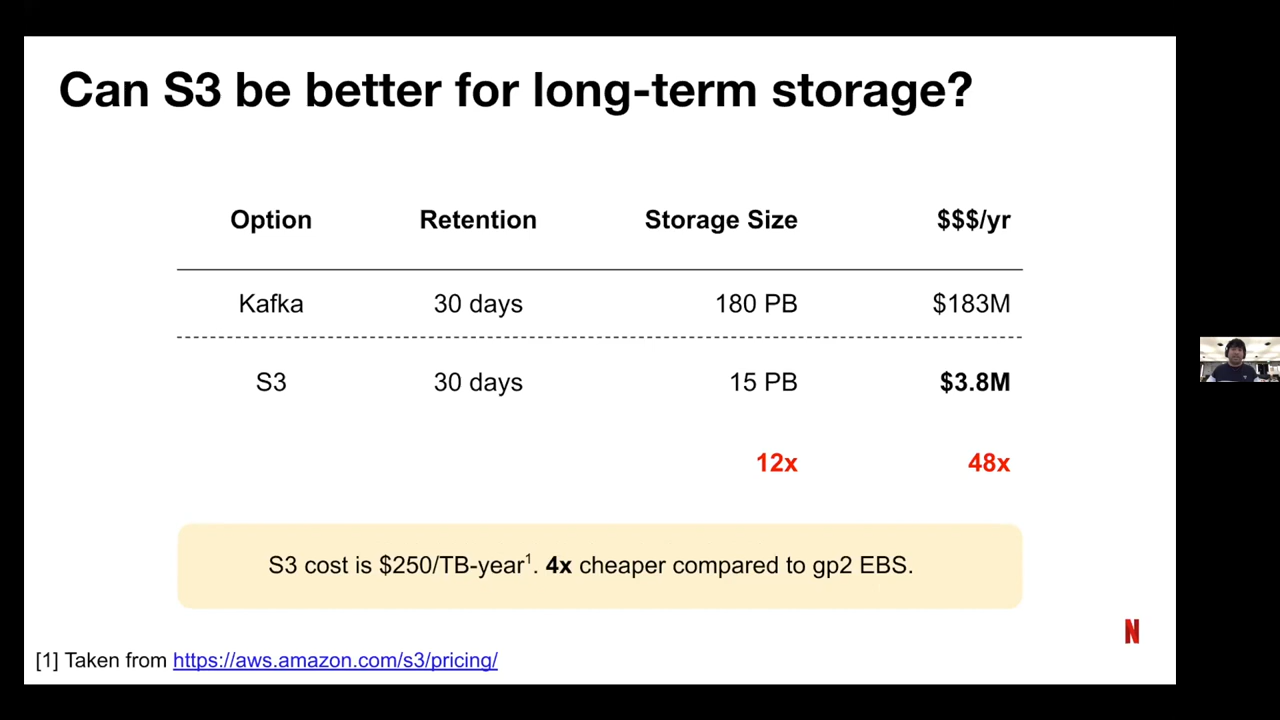 Can S3 be better for long-term storage?
Option Retention Storage Size $$$/yr
Kafka 30 days 180 PB $183M
S3 30 days 15 PB $3.8M
12x 48x
S3 cost is $250/TB-year1. 4x cheaper compared to gp2 EBS.
N
[1] Taken from https://aws.amazon.com/s3/pricing/